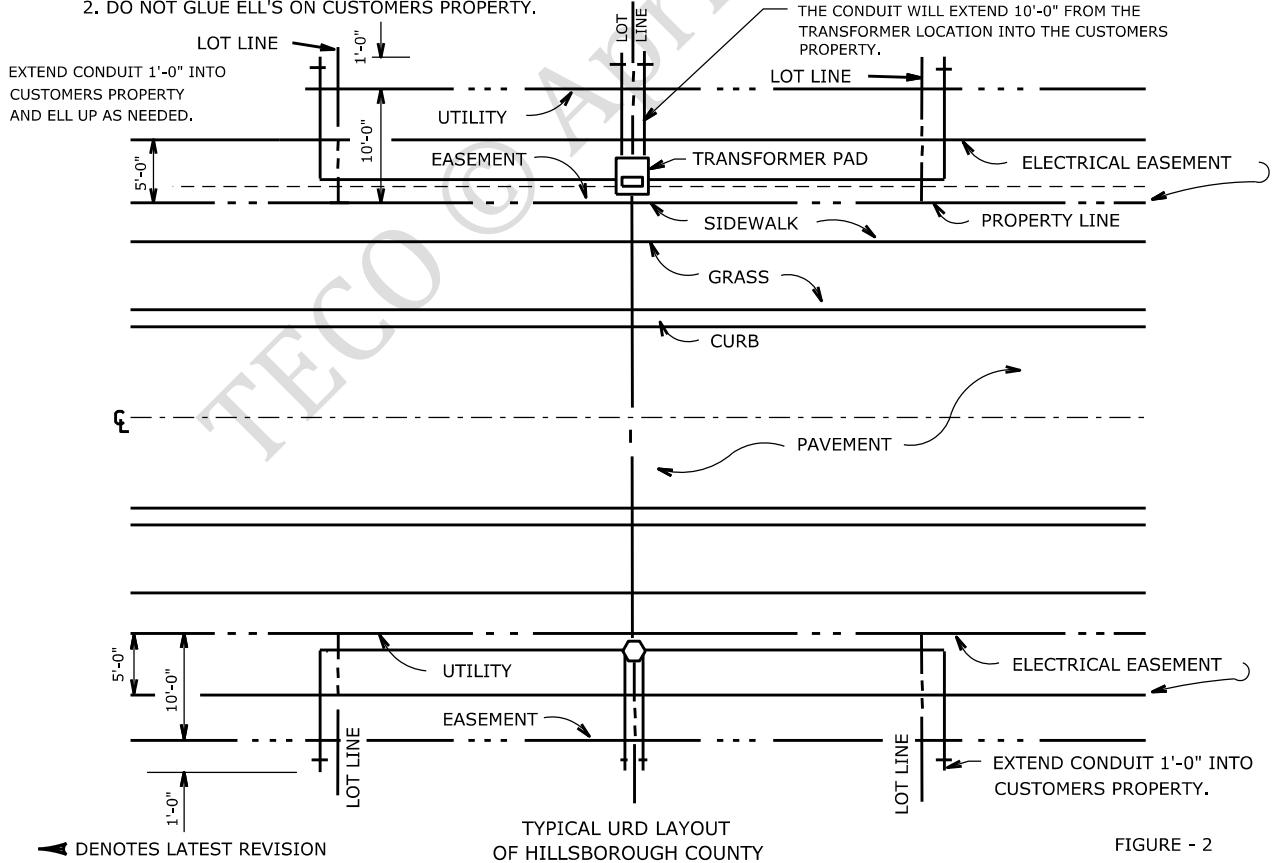 2. DO NOT GLUE ELL'S ON CUSTOMERS PROPERTY.
THE CONDUIT WILL EXTEND 10'-0" FROM THE
TRANSFORMER LOCATION INTO THE CUSTOMERS
PROPERTY.
LOT LINE
1'-0"
LOT
LINE
LOT LINE
EXTEND CONDUIT 1'-0" INTO
CUSTOMERS PROPERTY
AND ELL UP AS NEEDED.
UTILITY
10'-0"
5'-0"
EASEMENT
TRANSFORMER PAD
ELECTRICAL EASEMENT
SIDEWALK
PROPERTY LINE
GRASS
CURB
℄
PAVEMENT
5'-0"
10'-0"
UTILITY
ELECTRICAL EASEMENT
EASEMENT
LOT LINE
LOT LINE
EXTEND CONDUIT 1'-0" INTO
CUSTOMERS PROPERTY.
1'-0"
DENOTES LATEST REVISION
TYPICAL URD LAYOUT
OF HILLSBOROUGH COUNTY
FIGURE - 2
TECO © Apr